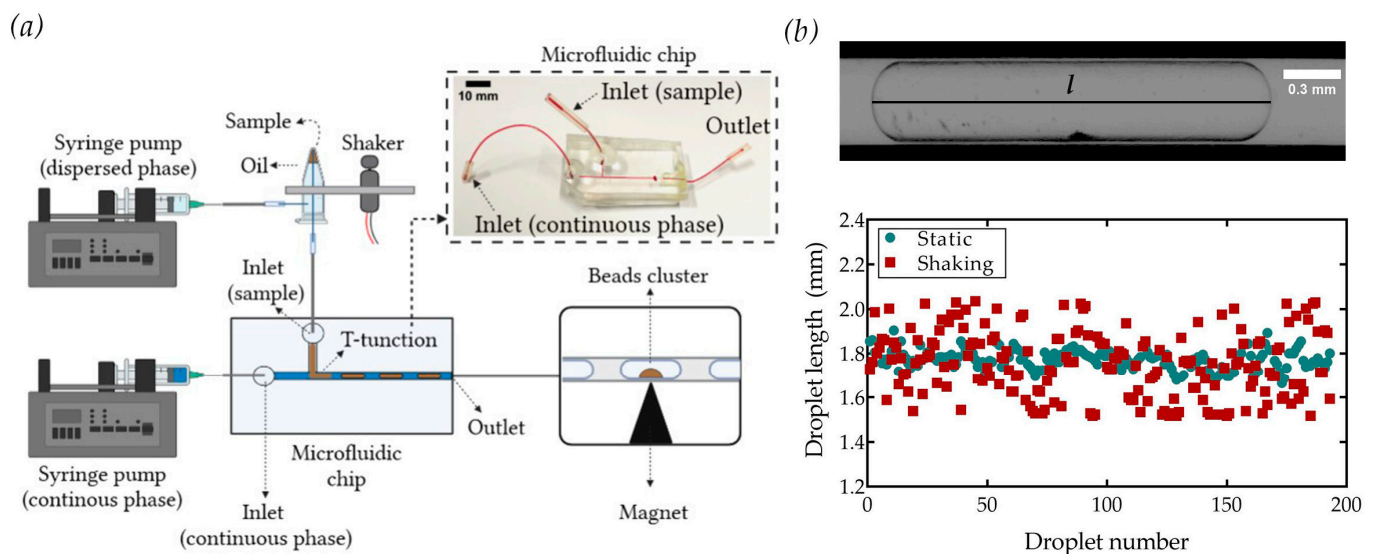 (a)
Microfluidic chip
10 mm
Inlet (sample)
Outlet
Inlet (continuous phase)
Sample
Oil
Shaker
Syringe pump
(dispersed phase)
Inlet
(sample)
T-tunction
Beads cluster
Outlet
Microfluidic
chip
Syringe pump
(continous phase)
Inlet
(continuous phase)
Magnet
(b)
l
0.3 mm
2.4
2.2
2.0
1.8
1.6
1.4
1.2
Droplet length (mm)
Static
Shaking
0
50
100
150
200
Droplet number